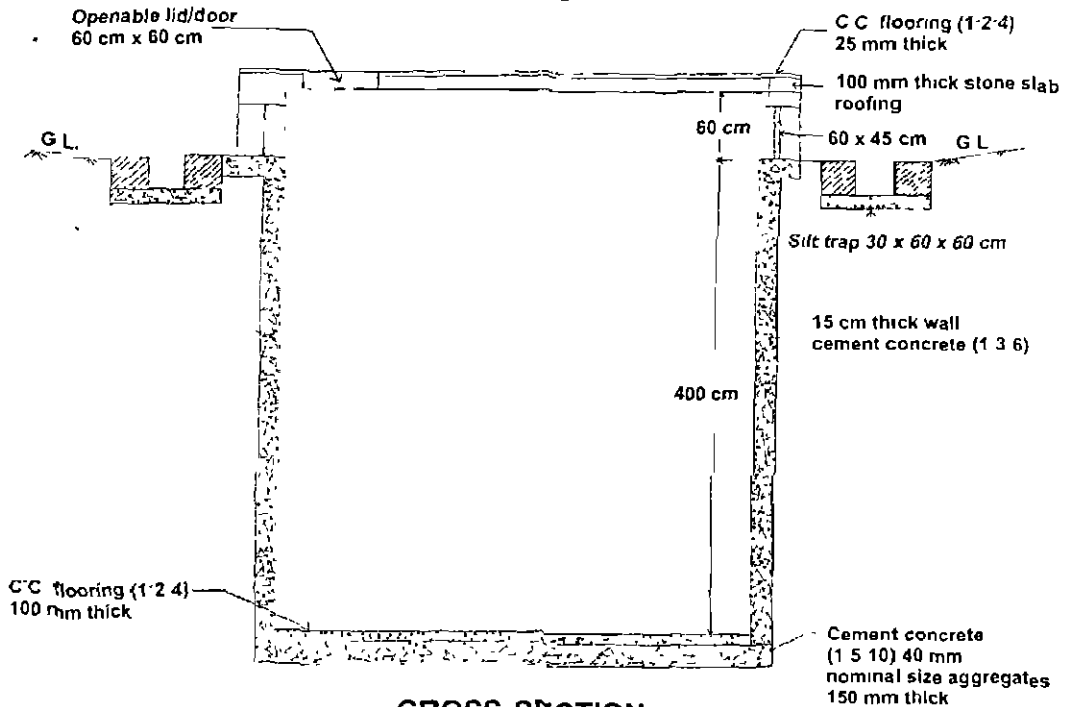 Openable lid/door
60 cm x 60 cm
C C flooring (1·2·4)
25 mm thick
100 mm thick stone slab
roofing
60 cm
60 x 45 cm
G L.
G L
Silt trap 30 x 60 x 60 cm
15 cm thick wall
cement concrete (1 3 6)
400 cm
C·C flooring (1·2 4)
100 mm thick
Cement concrete
(1 5 10) 40 mm
nominal size aggregates
150 mm thick
CROSS SECTION